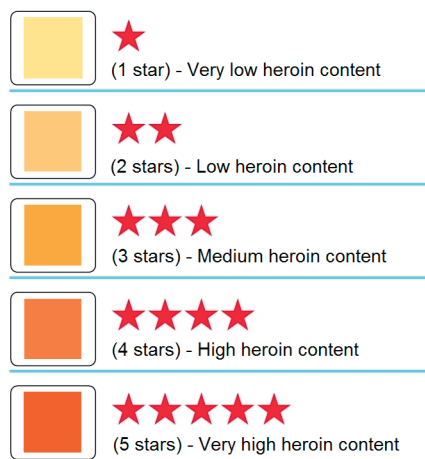 (1 star) - Very low heroin content
(2 stars) - Low heroin content
(3 stars) - Medium heroin content
(4 stars) - High heroin content
(5 stars) - Very high heroin content